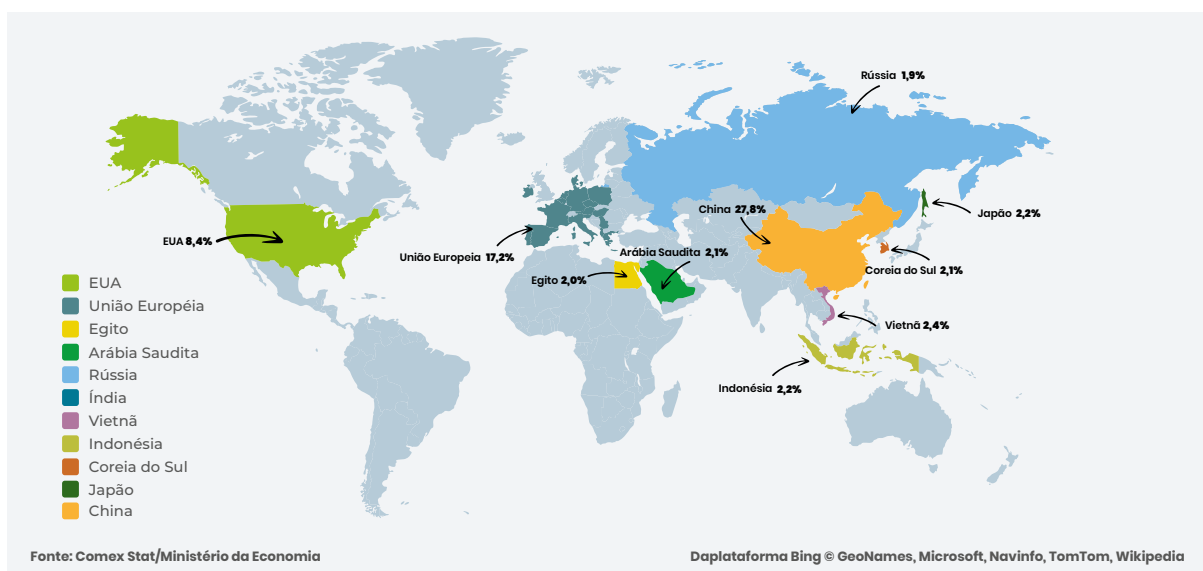 Rússia 1,9%
China 27,8%
Japão 2,2%
EUA 8,4%
União Europeia 17,2%
Arábia Saudita 2,1%
Egito 2,0%
Coreia do Sul 2,1%
Vietnã 2,4%
Indonésia 2,2%
EUA
União Européia
Egito
Arábia Saudita
Rússia
Índia
Vietnã
Indonésia
Coreia do Sul
Japão
China
Fonte: Comex Stat/Ministério da Economia
Daplataforma Bing © GeoNames, Microsoft, Navinfo, TomTom, Wikipedia